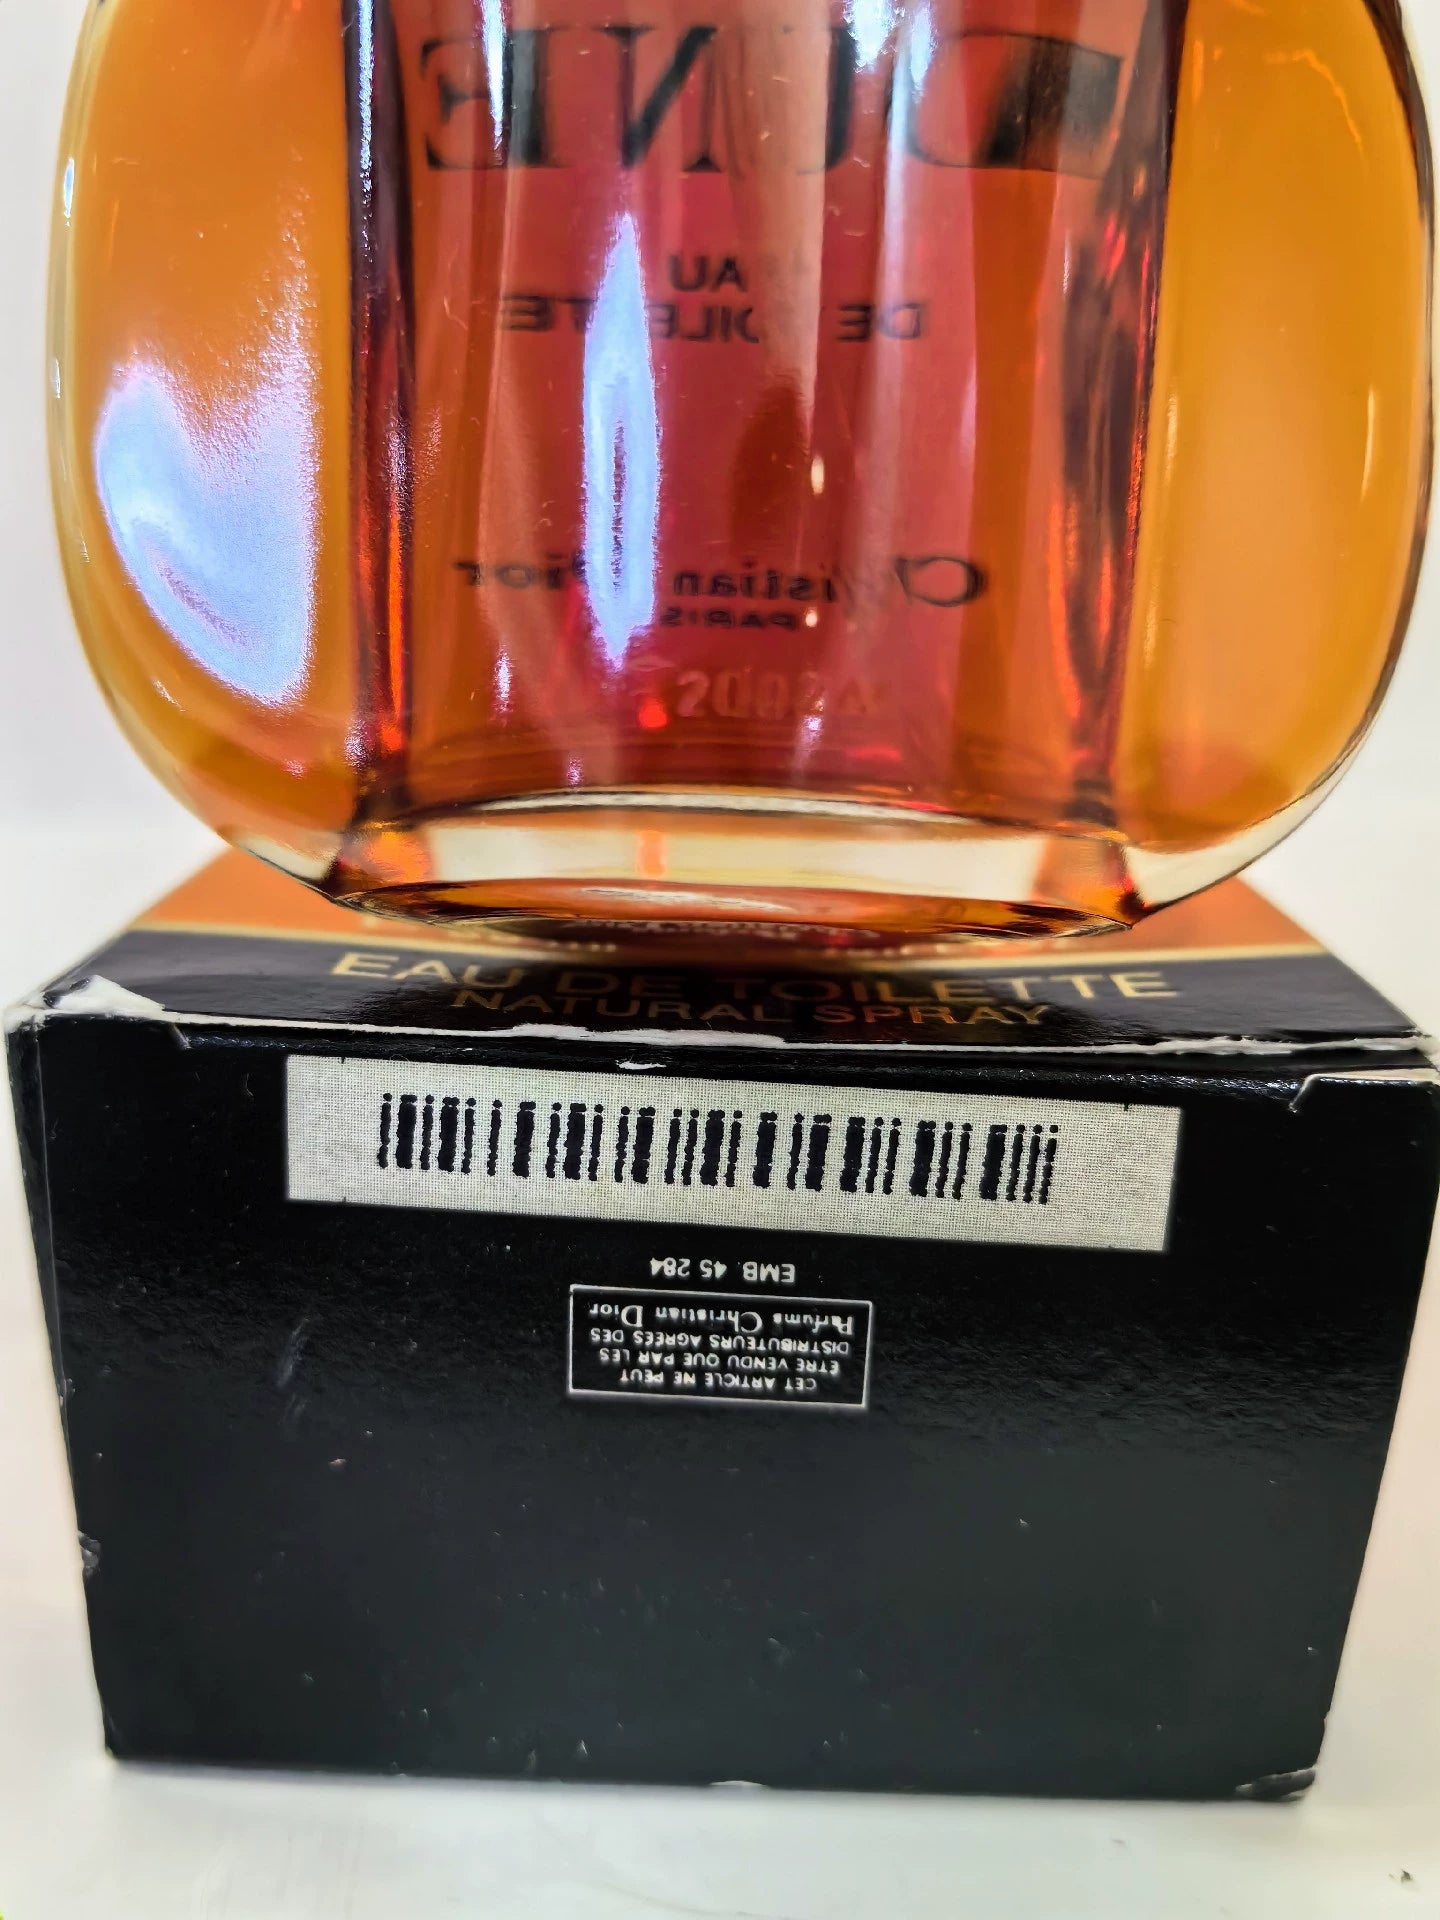 DUNE
EAU
DE TOILETTE
Christian Dior
PARIS
EAU DE TOILETTE
NATURAL SPRAY
CET ARTICLE NE PEUT
ETRE VENDU QUE PAR LES
DISTRIBUTEURS AGRÉES DES
Parfums Christian Dior
EMB 45 284